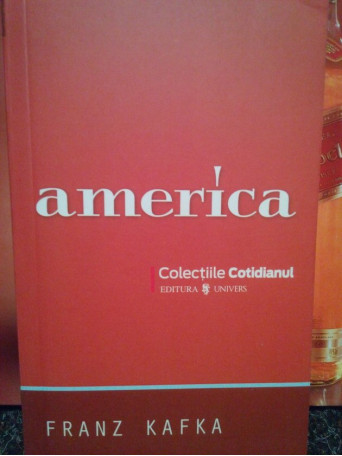 america
Colecțiile Cotidianul
EDITURA UNIVERS
FRANZ KAFKA